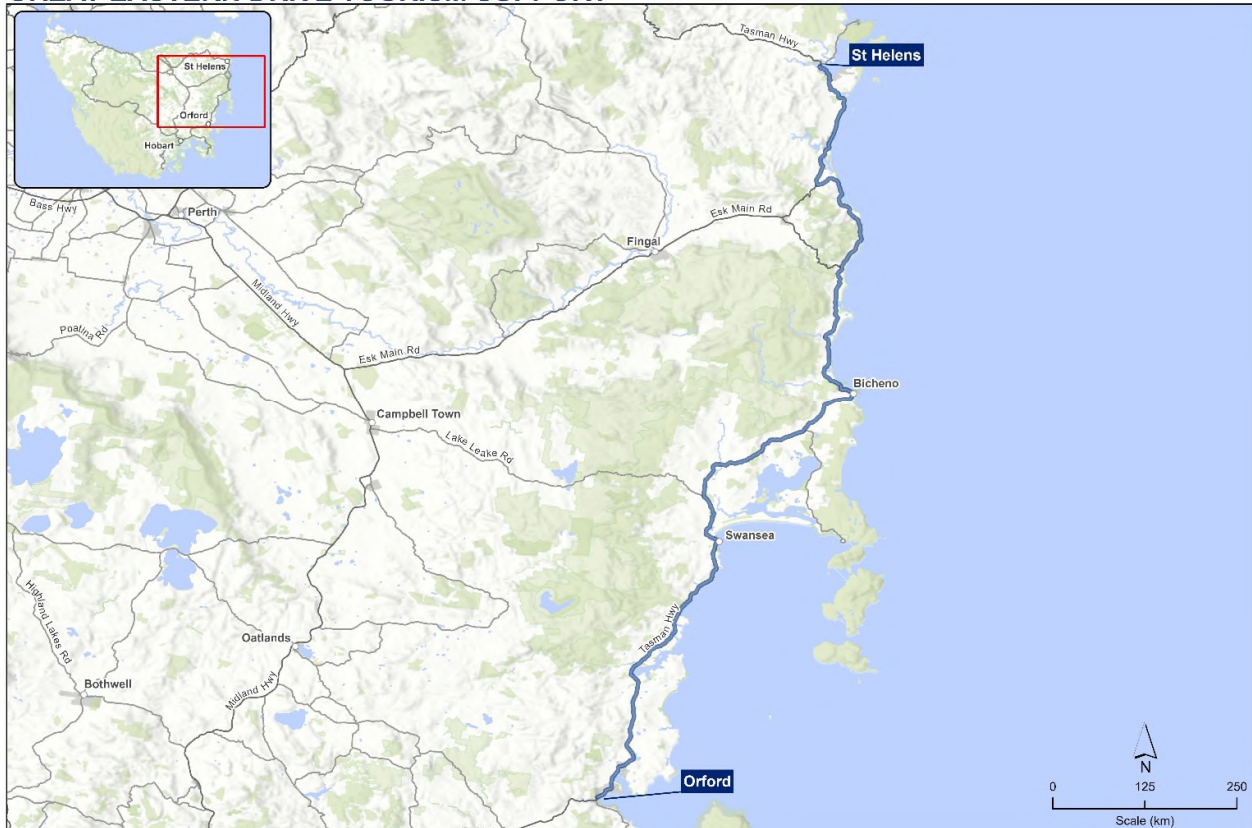 St Helens
Orford
Hobart
Tasman Hwy
St Helens
Bass Hwy
Perth
Esk Main Rd
Fingal
Midland Hwy
Poatina Rd
Esk Main Rd
Bicheno
Campbell Town
Lake Leake Rd
Swansea
Highland Lakes Rd
Tasman Hwy
Oatlands
Bothwell
Midland Hwy
Orford
N
0 125 250
Scale (km)